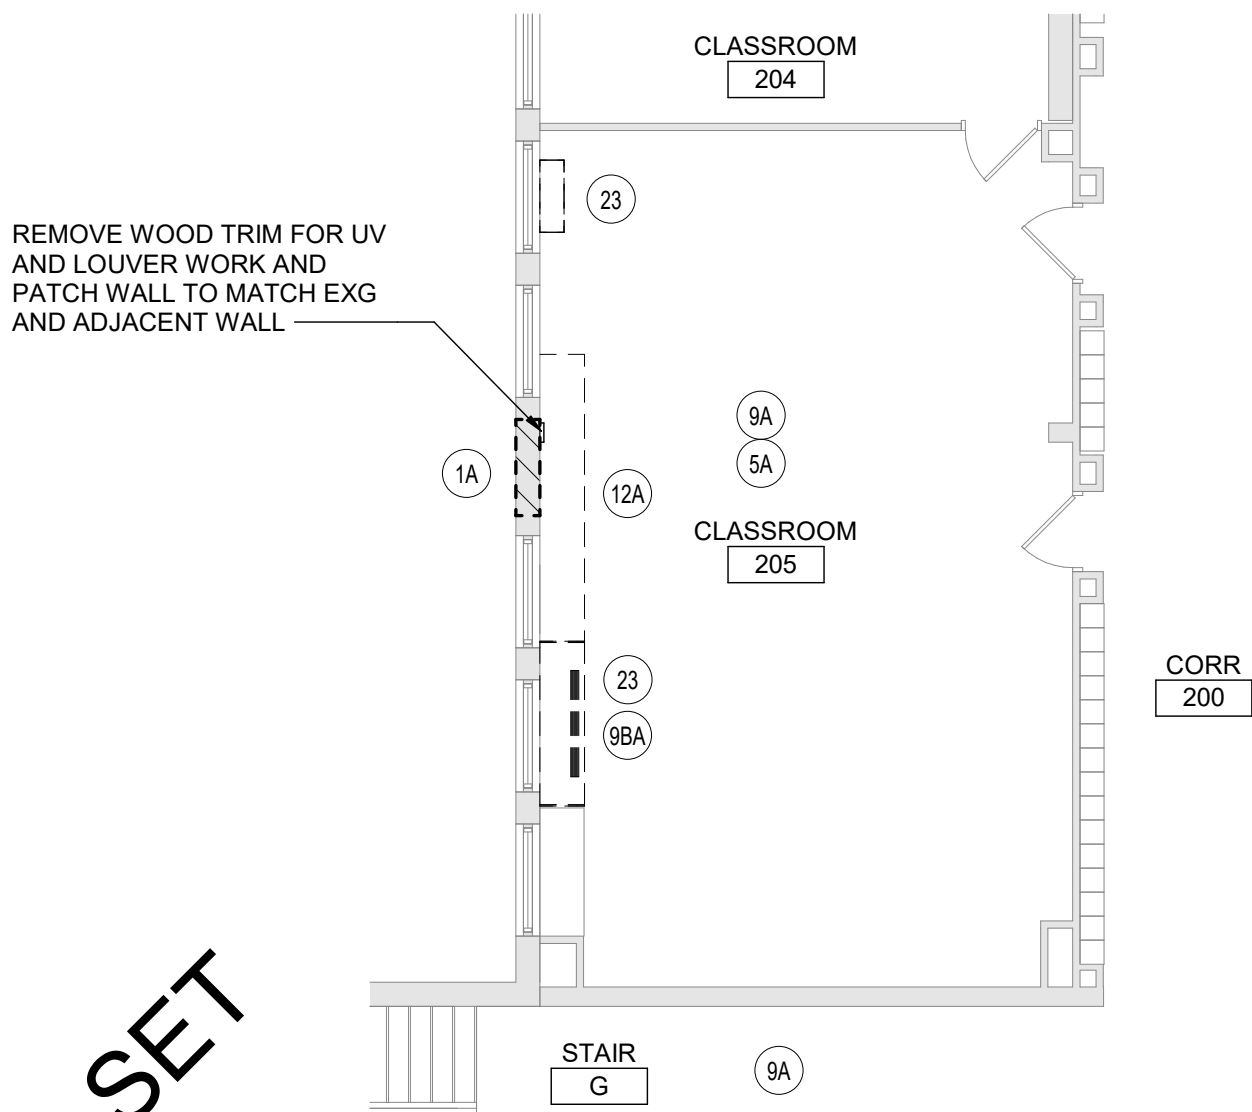 CLASSROOM
204
23
REMOVE WOOD TRIM FOR UV
AND LOUVER WORK AND
PATCH WALL TO MATCH EXG
AND ADJACENT WALL
9A
5A
1A
12A
CLASSROOM
205
23
9BA
CORR
200
STAIR
G
9A
SET